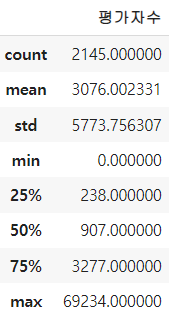 평가자수
count 2145.000000
mean 3076.002331
std 5773.756307
min 0.000000
25% 238.000000
50% 907.000000
75% 3277.000000
max 69234.000000